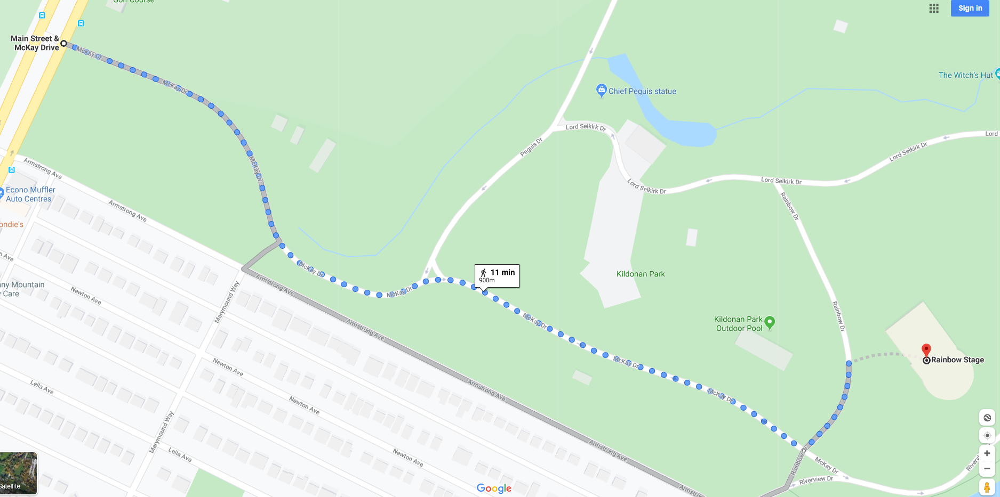 Golf Course
Sign in
Main Street &
McKay Drive
McKay Dr
McKay Dr
McKay Dr
The Witch's Hut
Chief Peguis statue
Lord Selkirk Dr
Lord
Peguis Dr
Lord Selkirk Dr
Armstrong Ave
Lord Selkirk Dr
Lord Selkirk Dr
Econo Muffler
Auto Centres
Rainbow Dr
Armstrong Ave
ondie's
n Ave
McKay Dr
11 min
900m
Kildonan Park
Armstrong Ave
ny Mountain
Care
McKay Dr
Newton Ave
Marymound Way
McKay Dr
Rainbow Dr
Kildonan Park
Outdoor Pool
Armstrong Ave
Rainbow Stage
McKay Dr
Newton Ave
Leila Ave
Armstrong Ave
McKay Dr
Newton Ave
Marymound Way
Armstrong Ave
Leila Ave
Newton Ave
Rainbow Dr
McKay Dr
Riverv
Riverview Dr
Satellite
Google
Armstron